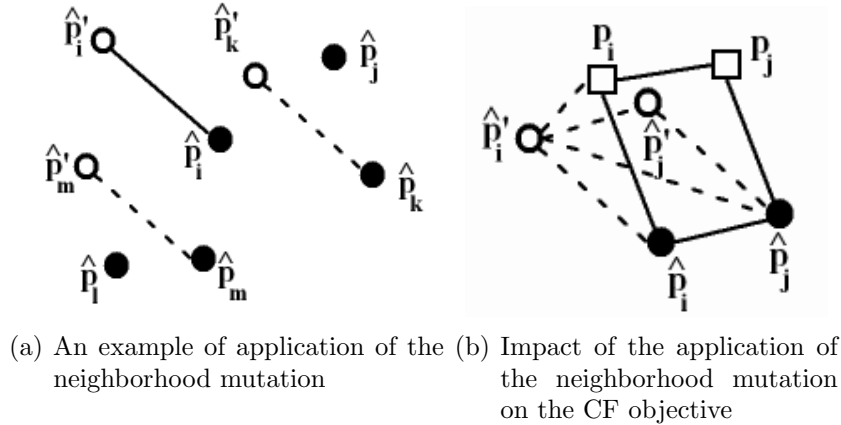 p̂'i
p̂'k
p̂j
p̂i
p̂'m
p̂k
p̂l
p̂m
pi
pj
p̂'i
p̂'j
p̂i
p̂j
(a) An example of application of the neighborhood mutation
(b) Impact of the application of the neighborhood mutation on the CF objective